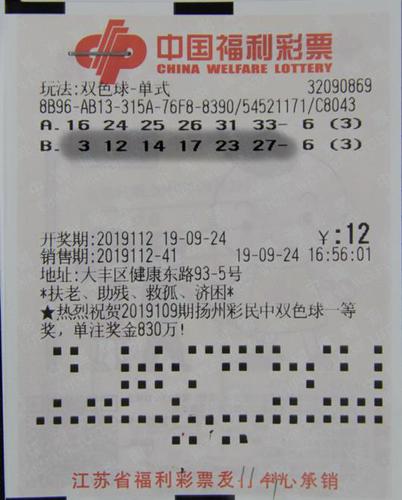 中国福利彩票
CHINA WELFARE LOTTERY
玩法:双色球-单式 32090869
8B96-AB13-315A-76F8-8390/54521171/C8043
A. 16 24 25 26 31 33- 6 (3)
B. 3 12 14 17 23 27- 6 (3)
开奖期:2019112 19-09-24 ¥:12
销售期:2019112-41 19-09-24 16:56:01
地址:大丰区健康东路93-5号
*扶老、助残、救孤、济困*
★热烈祝贺2019109期扬州彩民中双色球一等
奖，单注奖金830万!
江苏省福利彩票发行中心承销